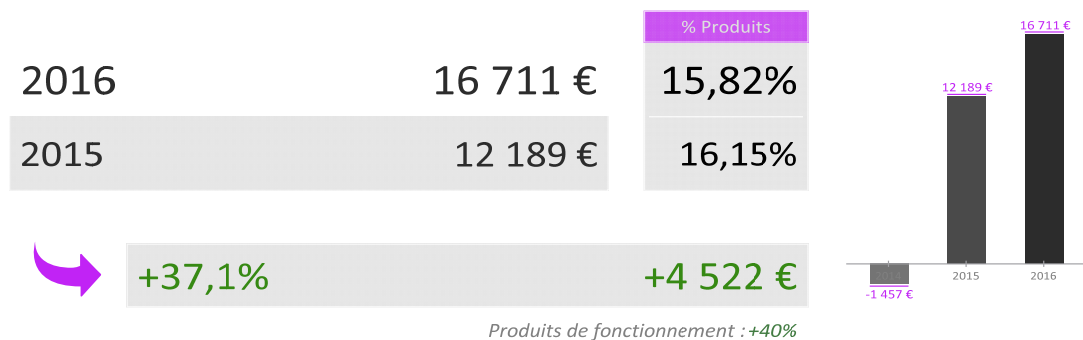 % Produits
2016 16 711 € 15,82%
2015 12 189 € 16,15%
+37,1% +4 522 €
Produits de fonctionnement : +40%
16 711 €
12 189 €
2014 2015 2016
-1 457 €